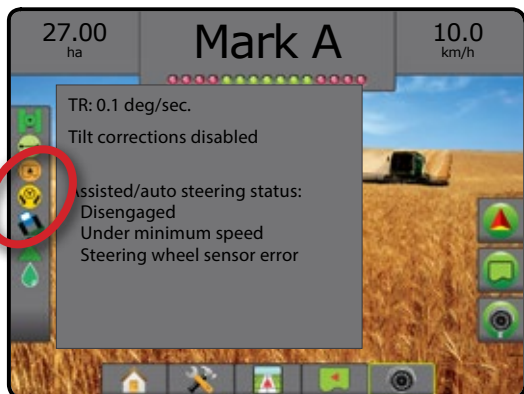 27.00
ha
Mark A
10.0
km/h
TR: 0.1 deg/sec.
Tilt corrections disabled
Assisted/auto steering status:
Disengaged
Under minimum speed
Steering wheel sensor error